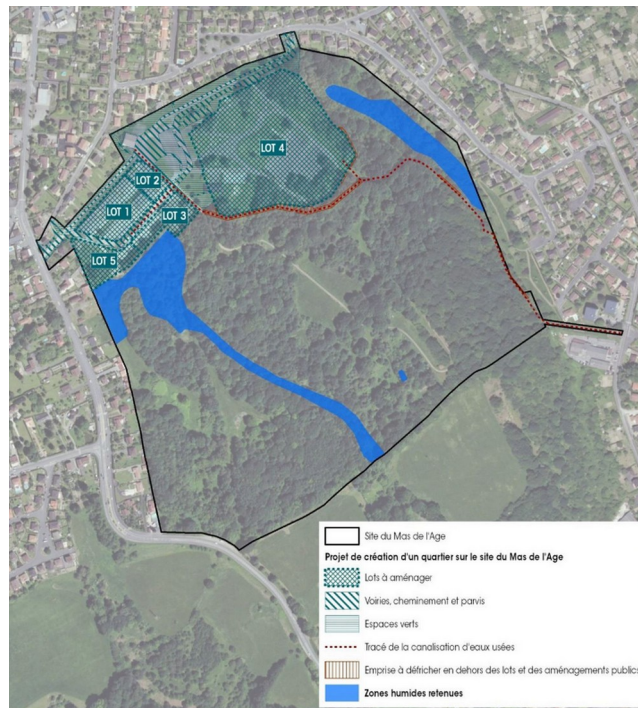 LOT 4
LOT 2
LOT 1
LOT 3
LOT 5
Site du Mas de l'Age
Projet de création d'un quartier sur le site du Mas de l'Age
Lots à aménager
Voiries, cheminement et parvis
Espaces verts
Tracé de la canalisation d'eaux usées
Emprise à défricher en dehors des lots et des aménagements publics
Zones humides retenues